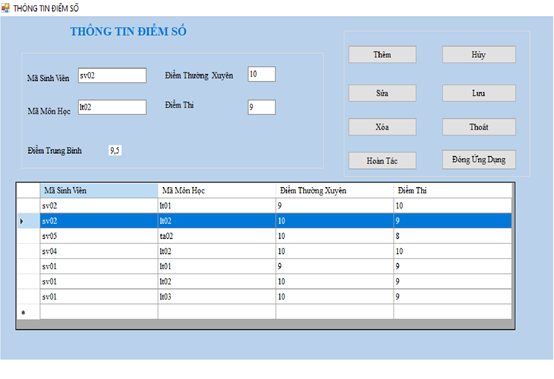 THÔNG TIN ĐIỂM SỐ
THÔNG TIN ĐIỂM SỐ
Mã Sinh Viên sv02 Điểm Thường Xuyên 10
Mã Môn Học lt02 Điểm Thi 9
Điểm Trung Bình 9,5
Thêm Hủy
Sửa Lưu
Xóa Thoát
Hoàn Tác Đóng Ứng Dụng
Mã Sinh Viên Mã Môn Học Điểm Thường Xuyên Điểm Thi
sv02 lt01 9 10
sv02 lt02 10 9
sv05 ta02 10 8
sv04 lt02 10 10
sv01 lt01 9 9
sv01 lt02 10 9
sv01 lt03 10 9